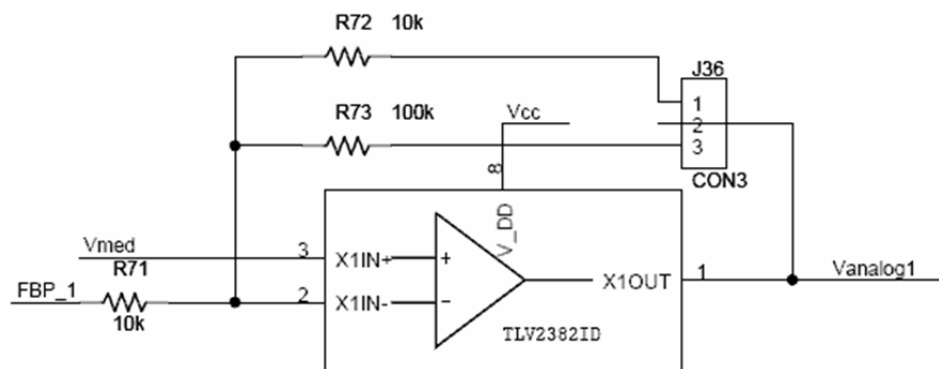 R72 10k
J36
1
R73 100k
Vcc
2
3
8
CON3
V_DD
Vmed
3
X1IN+
+
R71
FBP_1
2
X1IN-
-
X1OUT
1
Vanalog1
10k
TLV2382ID